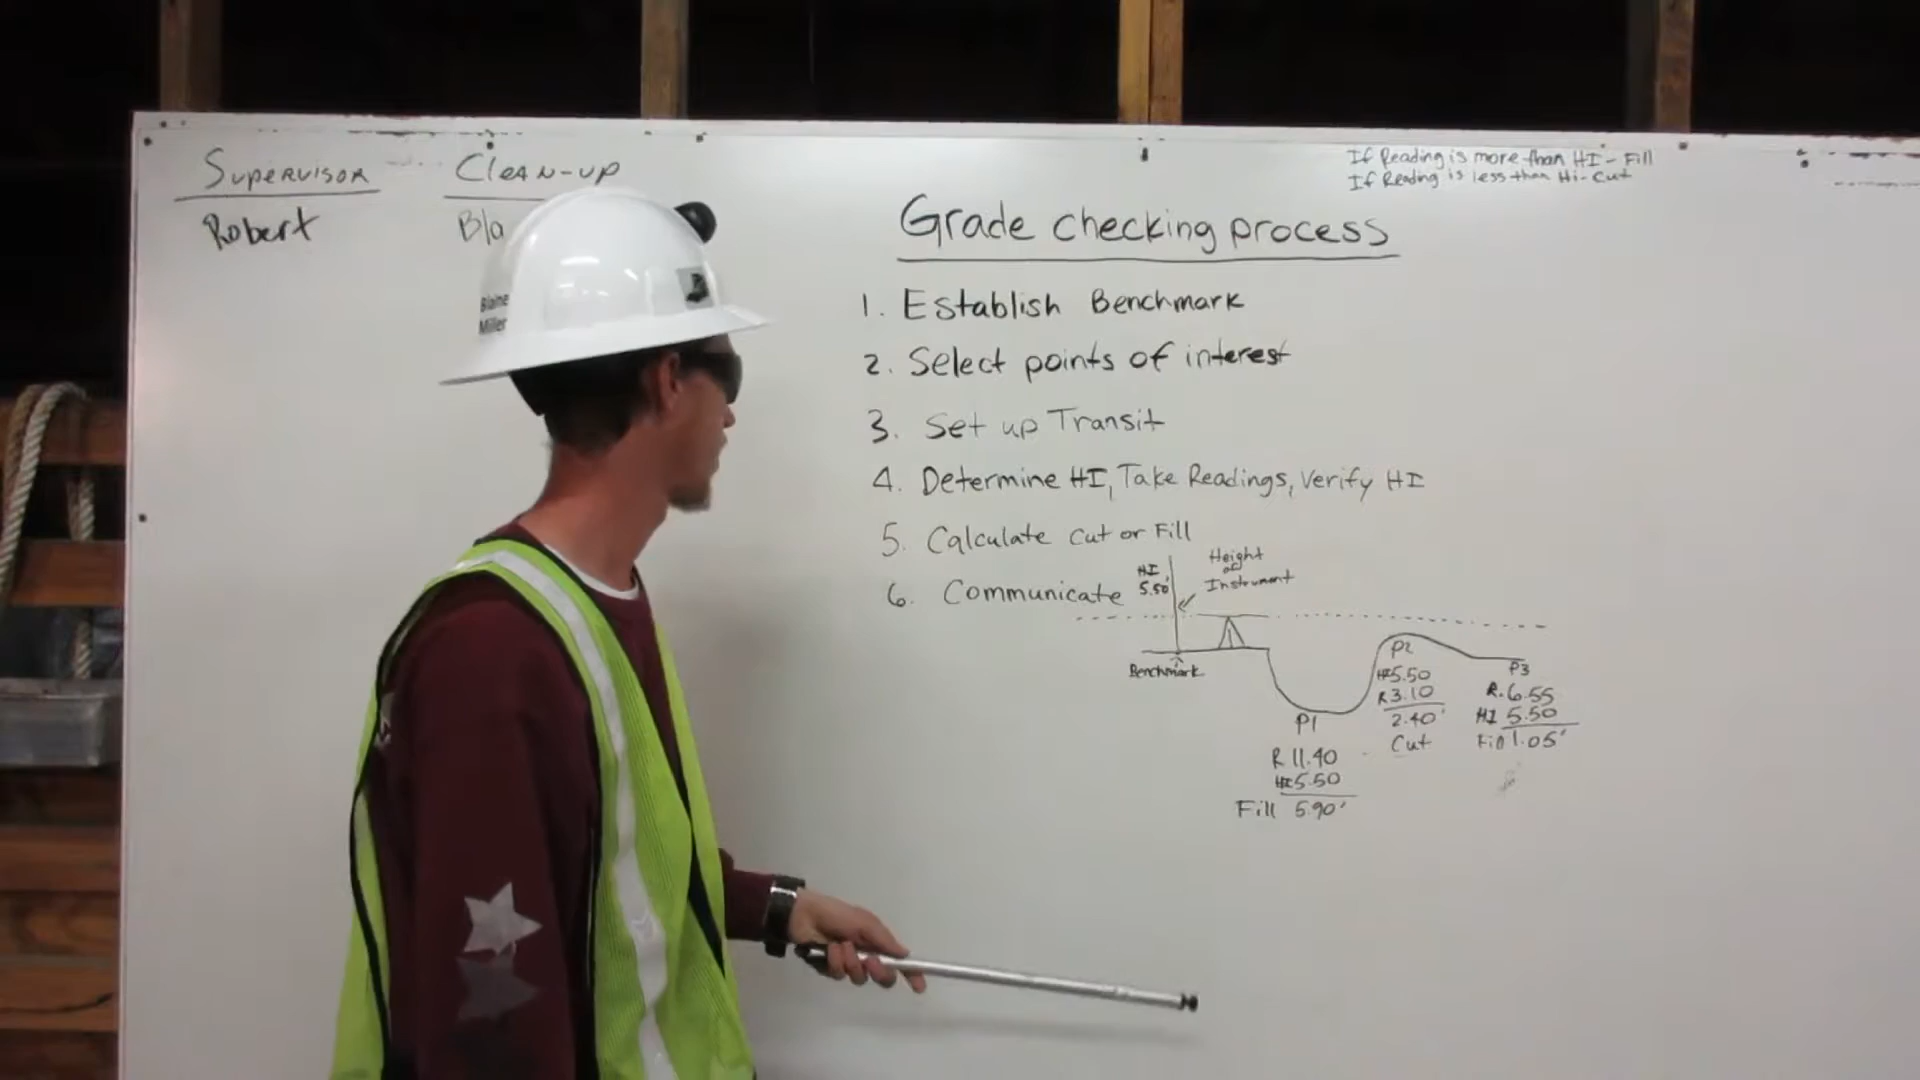 Supervisor
Robert
Clean-up
Bla
Blaine
Miller
If Reading is more than HI - Fill
If Reading is less than Hi-Cut
Grade checking process
1. Establish Benchmark
2. Select points of interest
3. Set up Transit
4. Determine HI, Take Readings, Verify HI
5. Calculate cut or Fill
6. Communicate
HI
5.50'
Height
of
Instrument
Benchmark
P1
R 11.40
HI 5.50
Fill 5.90'
P2
HI 5.50
R 3.10
2.40'
Cut
P3
R. 6.55
HI 5.50
Fill 1.05'